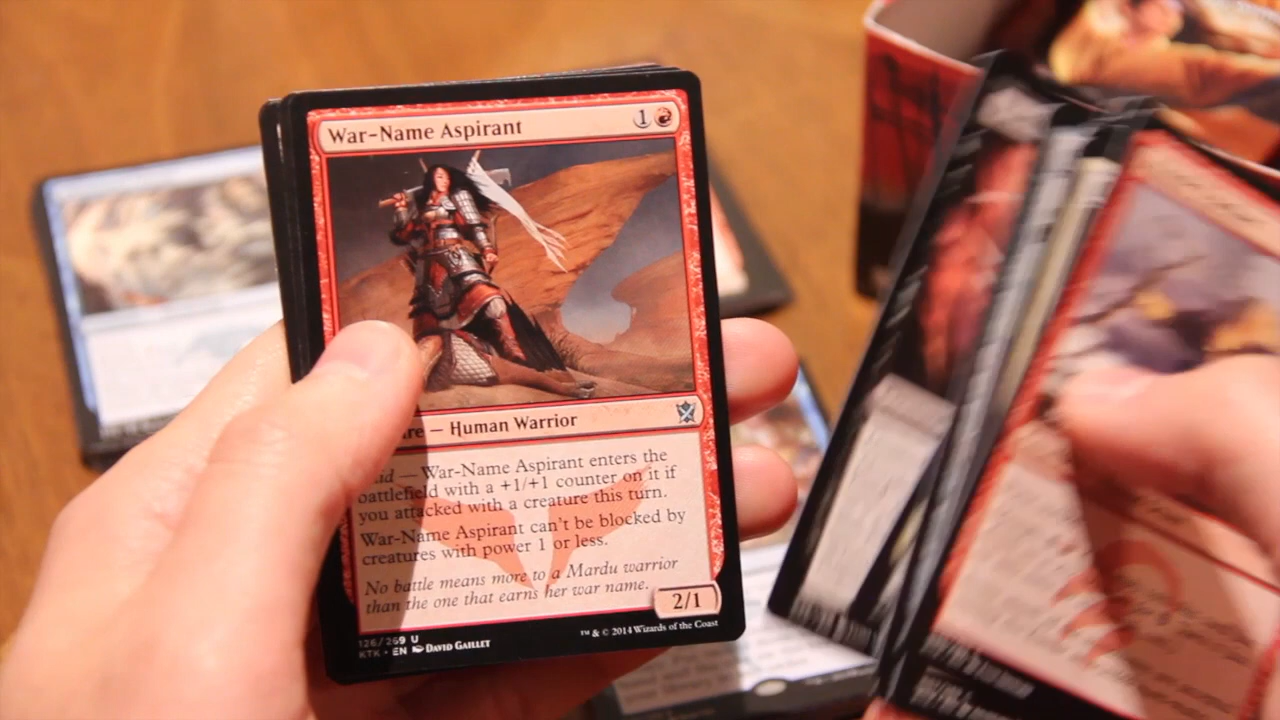 War-Name Aspirant 1
re — Human Warrior
id — War-Name Aspirant enters the
battlefield with a +1/+1 counter on it if
you attacked with a creature this turn.
War-Name Aspirant can't be blocked by
creatures with power 1 or less.
No battle means more to a Mardu warrior
than the one that earns her war name.
2/1
126/269 U
KTK • EN DAVID GAILLET
™ & © 2014 Wizards of the Coast